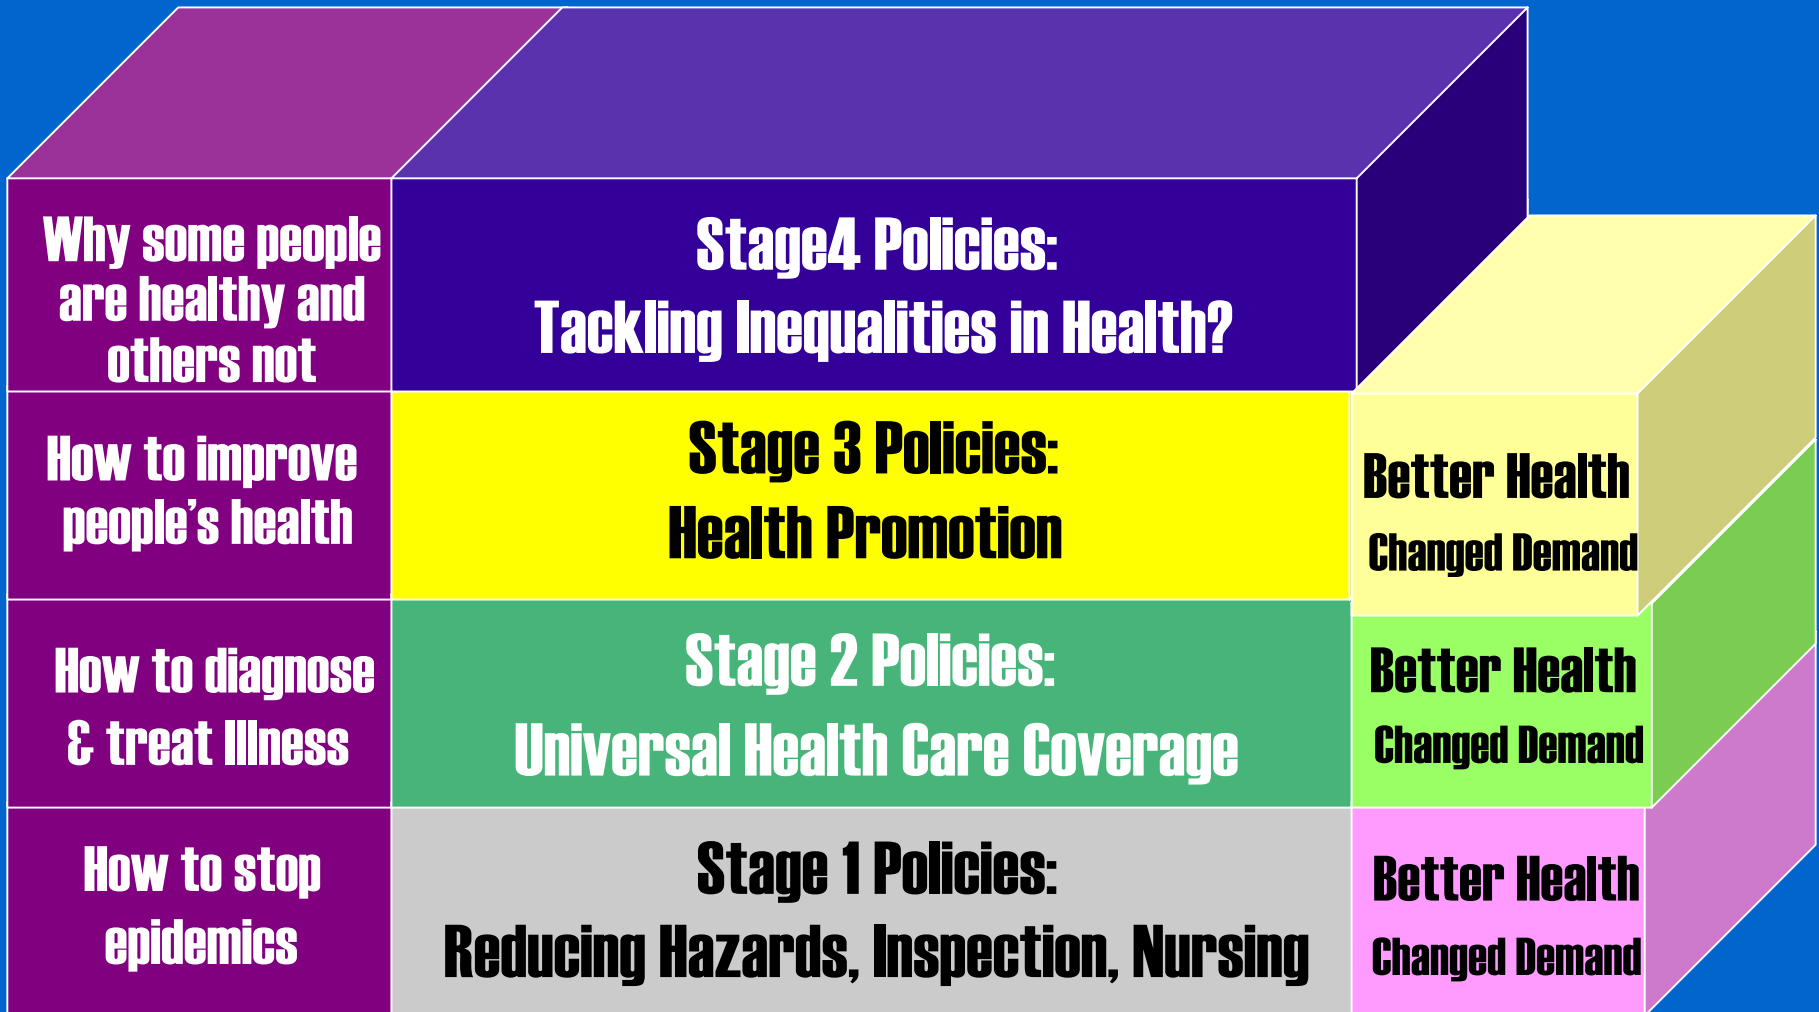 Why some people
are healthy and
others not
Stage4 Policies:
Tackling Inequalities in Health?
How to improve
people's health
Stage 3 Policies:
Health Promotion
Better Health
Changed Demand
How to diagnose
& treat Illness
Stage 2 Policies:
Universal Health Care Coverage
Better Health
Changed Demand
How to stop
epidemics
Stage 1 Policies:
Reducing Hazards, Inspection, Nursing
Better Health
Changed Demand